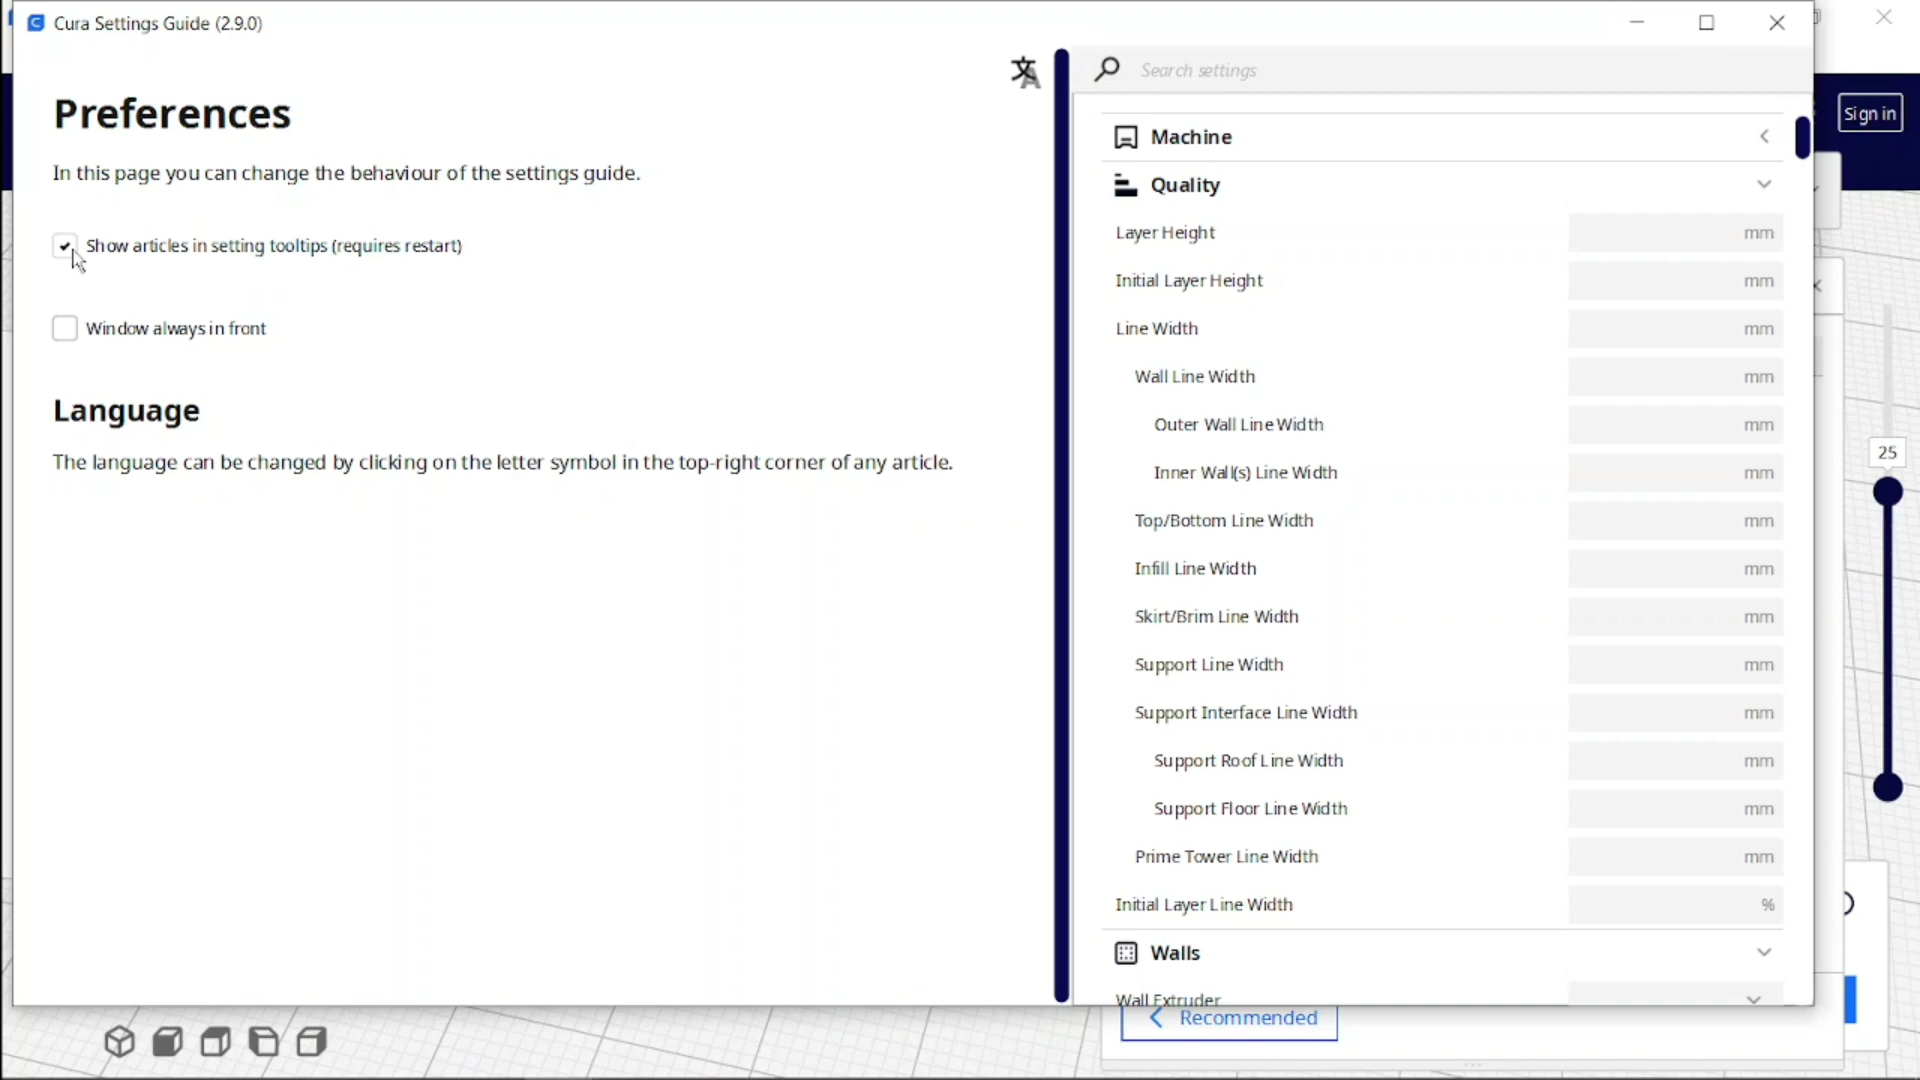 Cura Settings Guide (2.9.0)
Preferences
In this page you can change the behaviour of the settings guide.
Show articles in setting tooltips (requires restart)
Window always in front
Language
The language can be changed by clicking on the letter symbol in the top-right corner of any article.
Search settings
Machine
Quality
Layer Height mm
Initial Layer Height mm
Line Width mm
Wall Line Width mm
Outer Wall Line Width mm
Inner Wall(s) Line Width mm
Top/Bottom Line Width mm
Infill Line Width mm
Skirt/Brim Line Width mm
Support Line Width mm
Support Interface Line Width mm
Support Roof Line Width mm
Support Floor Line Width mm
Prime Tower Line Width mm
Initial Layer Line Width %
Walls
Wall Extruder
Recommended
Sign in
25